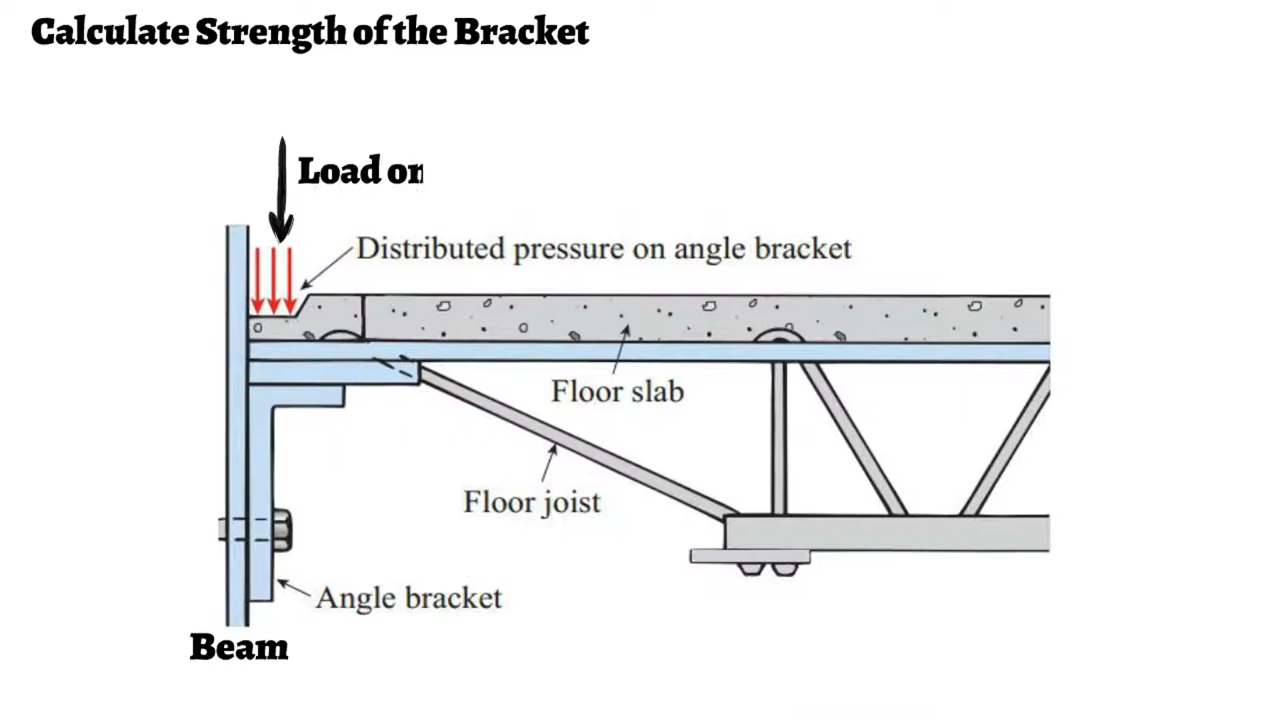 Calculate Strength of the Bracket
Load on
Distributed pressure on angle bracket
Floor slab
Floor joist
Angle bracket
Beam